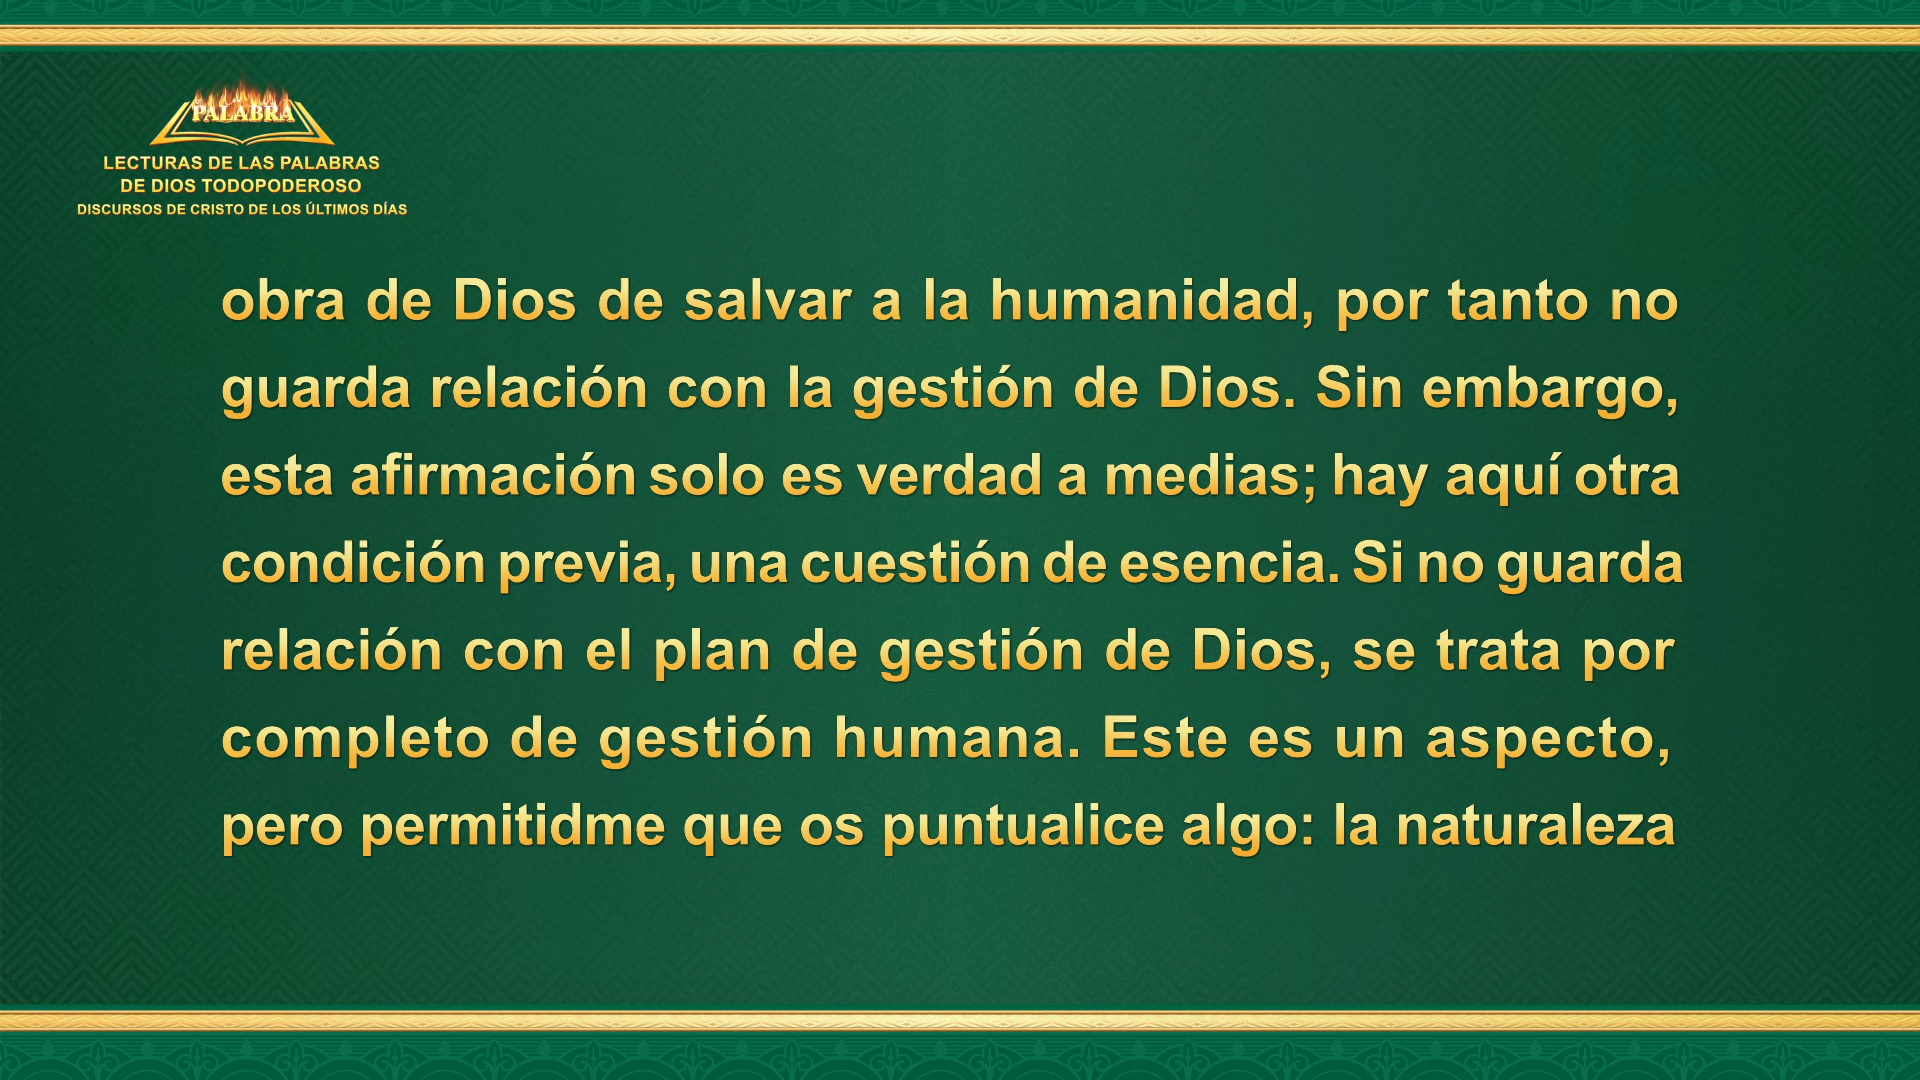 PALABRA
LECTURAS DE LAS PALABRAS
DE DIOS TODOPODEROSO
DISCURSOS DE CRISTO DE LOS ÚLTIMOS DÍAS
obra de Dios de salvar a la humanidad, por tanto no
guarda relación con la gestión de Dios. Sin embargo,
esta afirmación solo es verdad a medias; hay aquí otra
condición previa, una cuestión de esencia. Si no guarda
relación con el plan de gestión de Dios, se trata por
completo de gestión humana. Este es un aspecto,
pero permitidme que os puntualice algo: la naturaleza